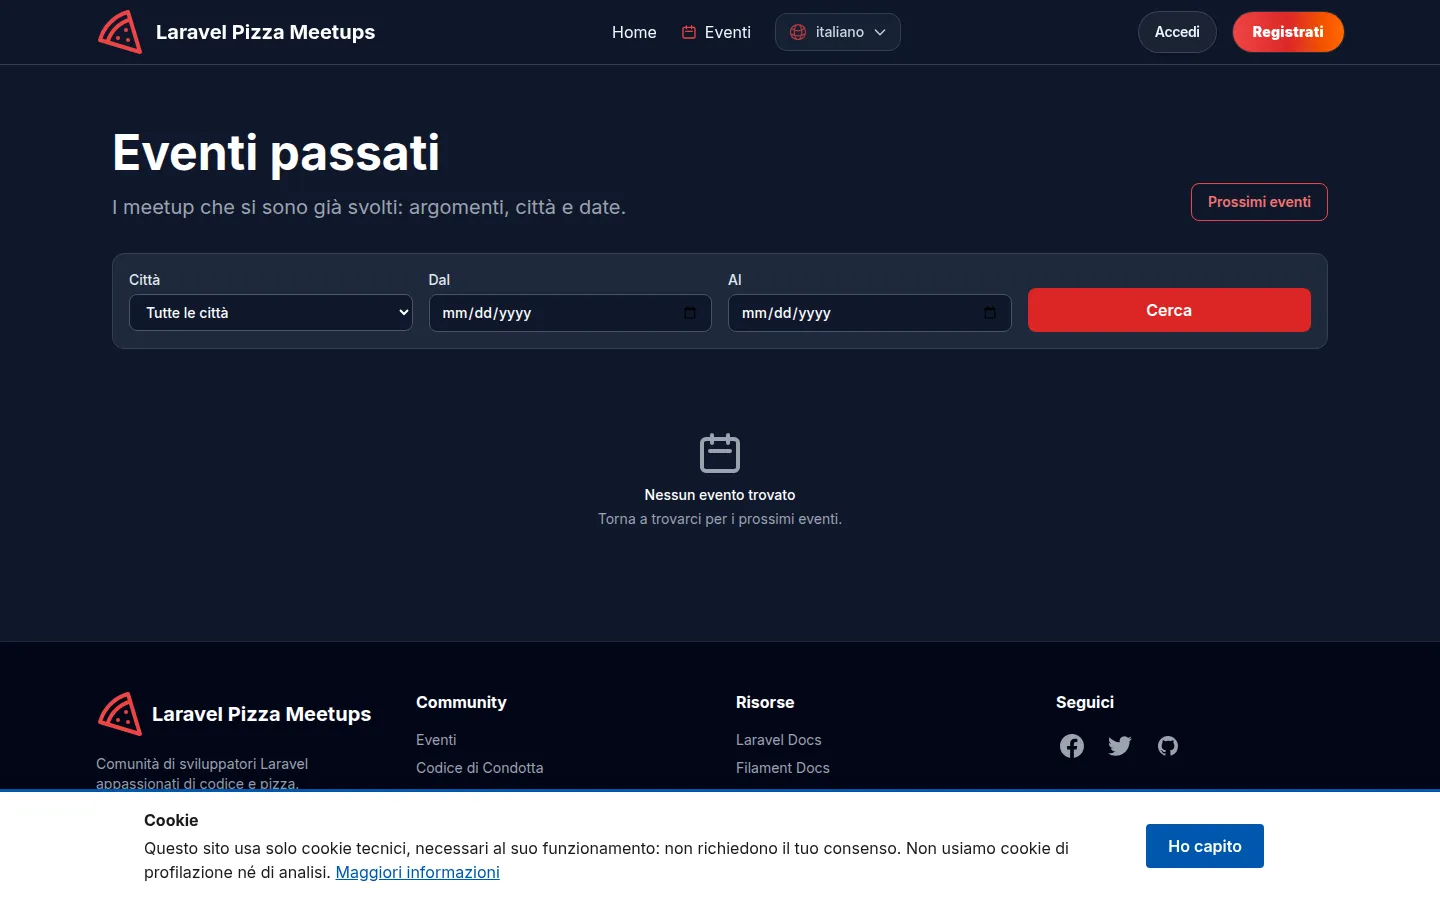 Laravel Pizza Meetups
Home
Eventi
italiano
Accedi
Registrati
Eventi passati
I meetup che si sono già svolti: argomenti, città e date.
Prossimi eventi
Città
Dal
Al
Tutte le città
mm/dd/yyyy
mm/dd/yyyy
Cerca
Nessun evento trovato
Torna a trovarci per i prossimi eventi.
Laravel Pizza Meetups
Comunità di sviluppatori Laravel
appassionati di codice e pizza.
Community
Eventi
Codice di Condotta
Risorse
Laravel Docs
Filament Docs
Seguici
Cookie
Questo sito usa solo cookie tecnici, necessari al suo funzionamento: non richiedono il tuo consenso. Non usiamo cookie di
profilazione né di analisi. Maggiori informazioni
Ho capito